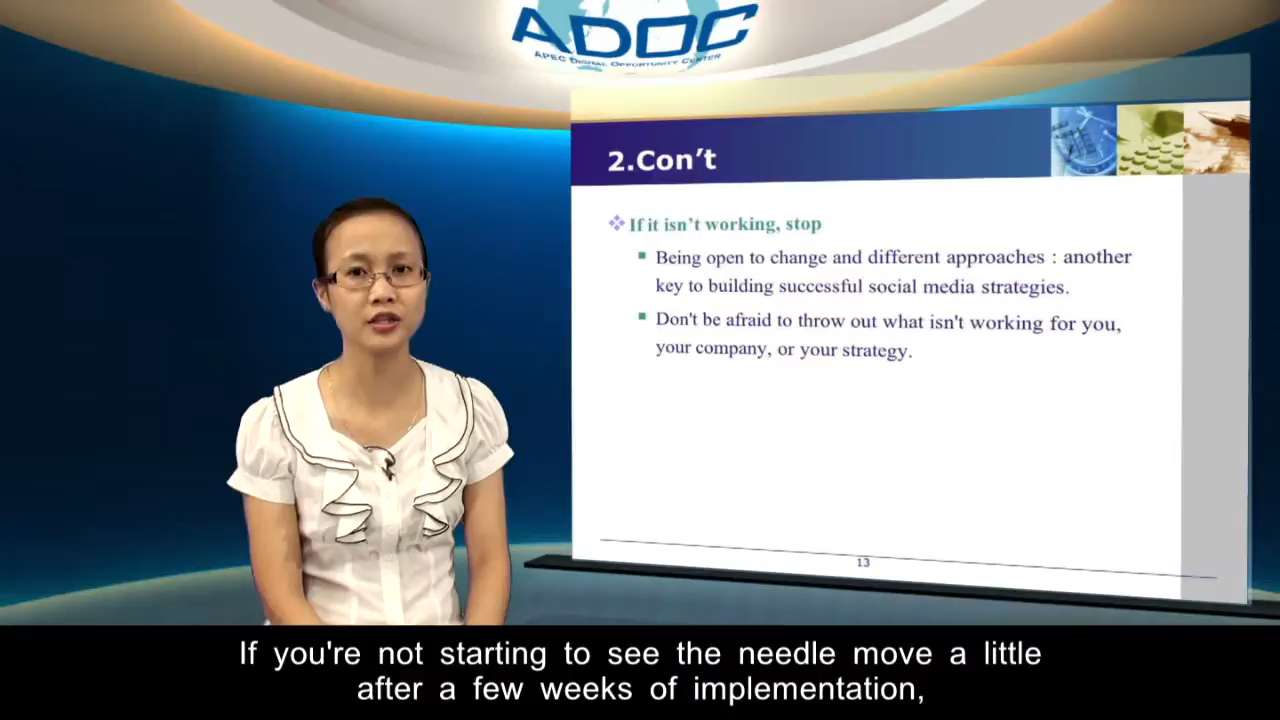 ADOC
APEC DIGITAL OPPORTUNITY CENTER
2.Con't
If it isn't working, stop
Being open to change and different approaches : another
key to building successful social media strategies.
Don't be afraid to throw out what isn't working for you,
your company, or your strategy.
13
If you're not starting to see the needle move a little
after a few weeks of implementation,